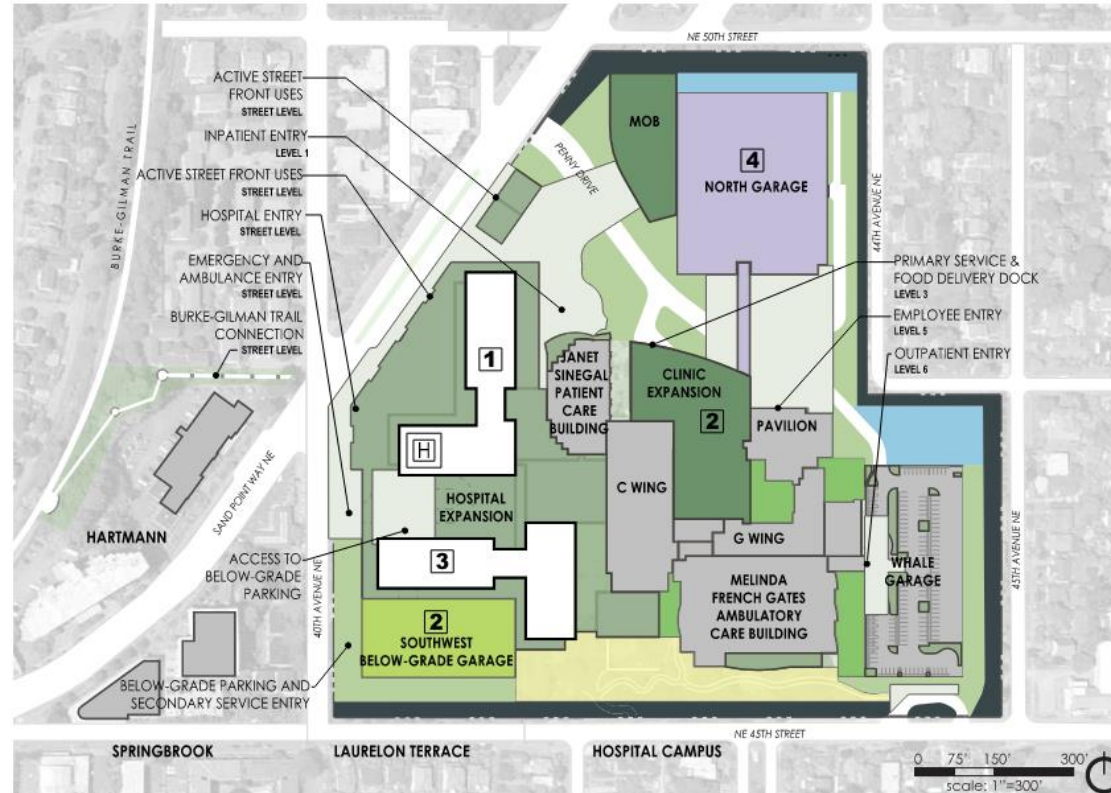 NE 50TH STREET
BURKE-GILMAN TRAIL
ACTIVE STREET
FRONT USES
STREET LEVEL
INPATIENT ENTRY
LEVEL 1
ACTIVE STREET FRONT USES
STREET LEVEL
HOSPITAL ENTRY
STREET LEVEL
EMERGENCY AND
AMBULANCE ENTRY
STREET LEVEL
BURKE-GILMAN TRAIL
CONNECTION
STREET LEVEL
PENNY DRIVE
MOB
4
NORTH GARAGE
44TH AVENUE NE
PRIMARY SERVICE &
FOOD DELIVERY DOCK
LEVEL 3
EMPLOYEE ENTRY
LEVEL 5
OUTPATIENT ENTRY
LEVEL 6
1
H
JANET
SINEGAL
PATIENT
CARE
BUILDING
CLINIC
EXPANSION
2
PAVILION
C WING
HOSPITAL
EXPANSION
G WING
WHALE
GARAGE
45TH AVENUE NE
HARTMANN
SAND POINT WAY NE
ACCESS TO
BELOW-GRADE
PARKING
40TH AVENUE NE
3
MELINDA
FRENCH GATES
AMBULATORY
CARE BUILDING
2
SOUTHWEST
BELOW-GRADE GARAGE
BELOW-GRADE PARKING AND
SECONDARY SERVICE ENTRY
NE 45TH STREET
SPRINGBROOK
LAURELON TERRACE
HOSPITAL CAMPUS
0 75' 150' 300'
scale: 1"=300'